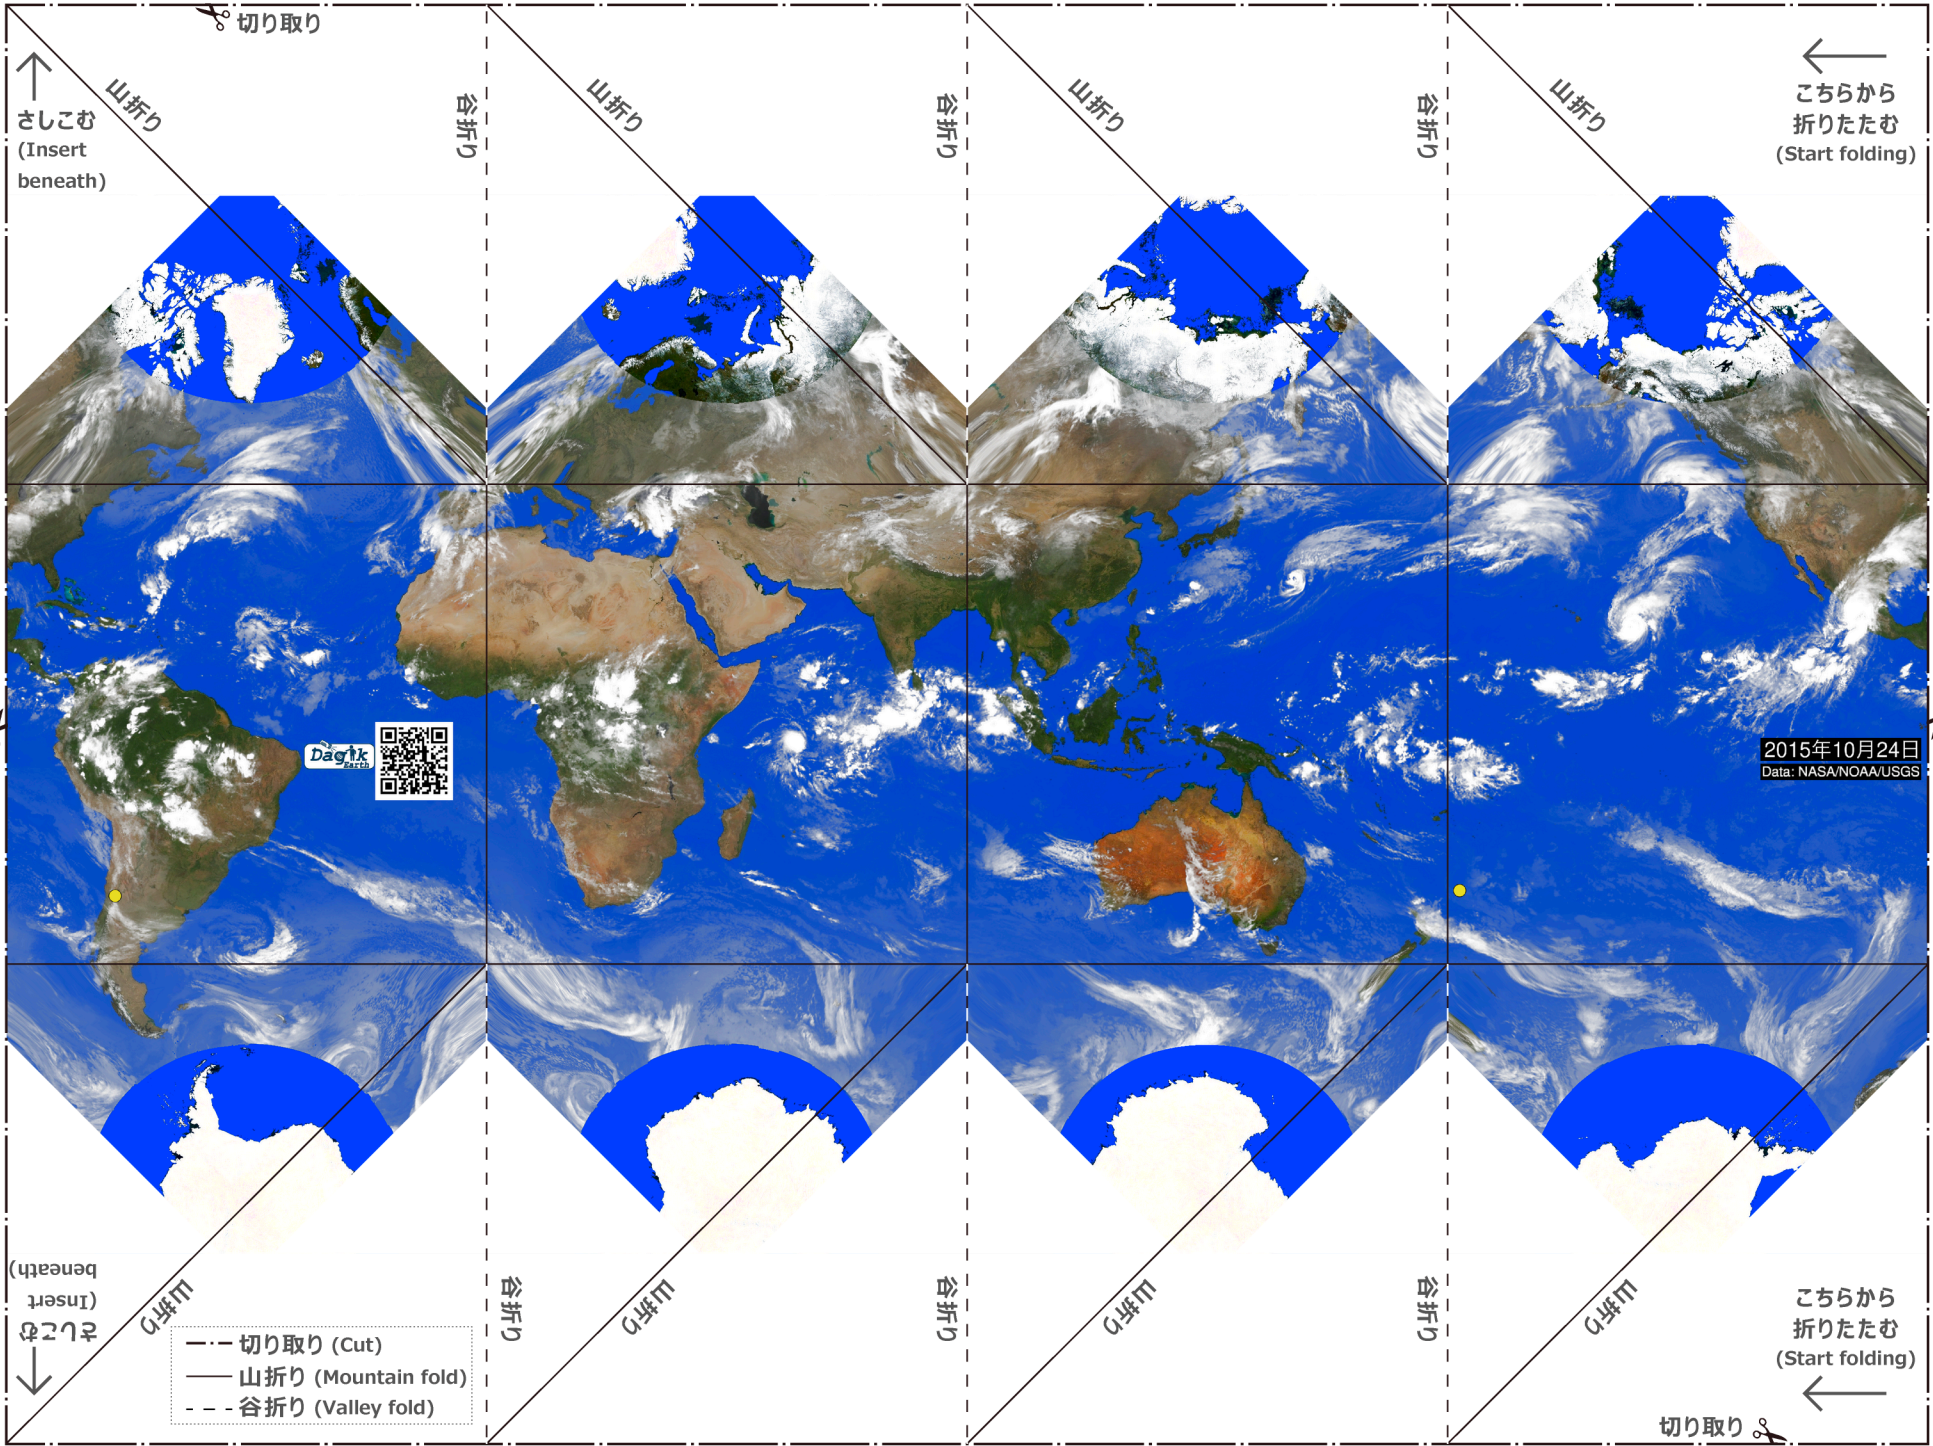 切り取り
さしこむ
(Insert
beneath)
山折り
谷折り
山折り
谷折り
山折り
谷折り
山折り
こちらから
折りたたむ
(Start folding)
Dagik
Earth
2015年10月24日
Data: NASA/NOAA/USGS
さしこむ
(Insert
beneath)
山折り
谷折り
山折り
谷折り
山折り
谷折り
山折り
こちらから
折りたたむ
(Start folding)
切り取り (Cut)
山折り (Mountain fold)
谷折り (Valley fold)
切り取り